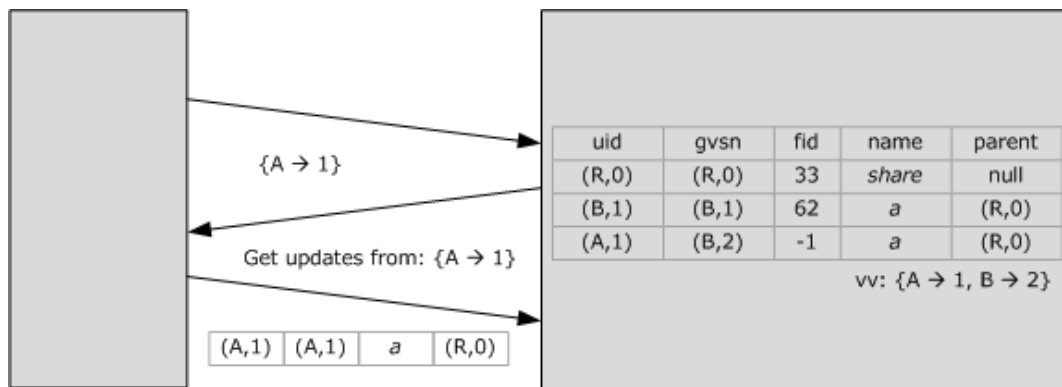 uid gvsn fid name parent
(R,0) (R,0) 33 share null
(B,1) (B,1) 62 a (R,0)
(A,1) (B,2) -1 a (R,0)
vv: {A → 1, B → 2}
{A → 1}
Get updates from: {A → 1}
(A,1) (A,1) a (R,0)